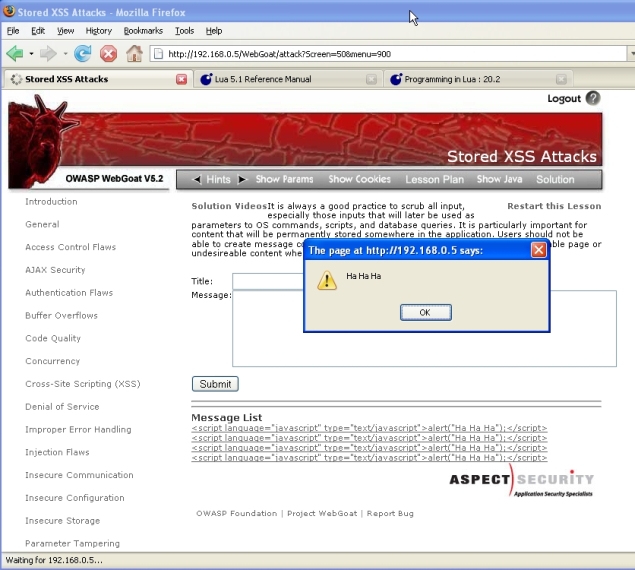 Stored XSS Attacks - Mozilla Firefox
File Edit View History Bookmarks Tools Help
http://192.168.0.5/WebGoat/attack?Screen=50&menu=900
Stored XSS Attacks
Lua 5.1 Reference Manual
Programming in Lua : 20.2
Logout ?
Stored XSS Attacks
OWASP WebGoat V5.2
Hints
Show Params
Show Cookies
Lesson Plan
Show Java
Solution
Introduction
General
Access Control Flaws
AJAX Security
Authentication Flaws
Buffer Overflows
Code Quality
Concurrency
Cross-Site Scripting (XSS)
Denial of Service
Improper Error Handling
Injection Flaws
Insecure Communication
Insecure Configuration
Insecure Storage
Parameter Tampering
Solution Videos
Restart this Lesson
It is always a good practice to scrub all input,
especially those inputs that will later be used as
parameters to OS commands, scripts, and database queries. It is particularly important for
content that will be permanently stored somewhere in the application. Users should not be
able to create message
page or
undesireable content
The page at http://192.168.0.5 says:
Ha Ha Ha
OK
Title:
Message:
Submit
Message List
<script language="javascript" type="text/javascript">alert("Ha Ha Ha");</script>
<script language="javascript" type="text/javascript">alert("Ha Ha Ha");</script>
<script language="javascript" type="text/javascript">alert("Ha Ha Ha");</script>
<script language="javascript" type="text/javascript">alert("Ha Ha Ha");</script>
ASPECT SECURITY
Application Security Specialists
OWASP Foundation | Project WebGoat | Report Bug
Waiting for 192.168.0.5...